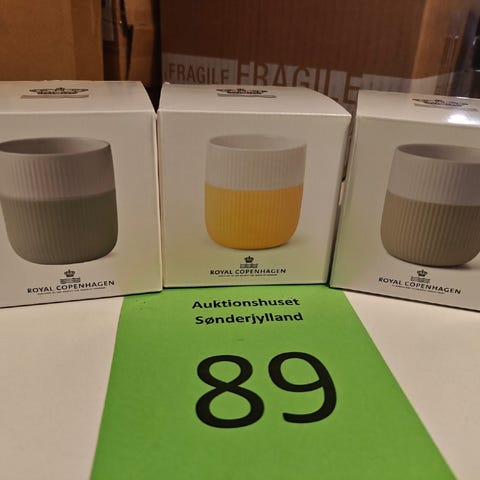 FRAGILE FRAGILE
ROYAL COPENHAGEN
ROYAL COPENHAGEN
ROYAL COPENHAGEN
Auktionshuset
Sønderjylland
89